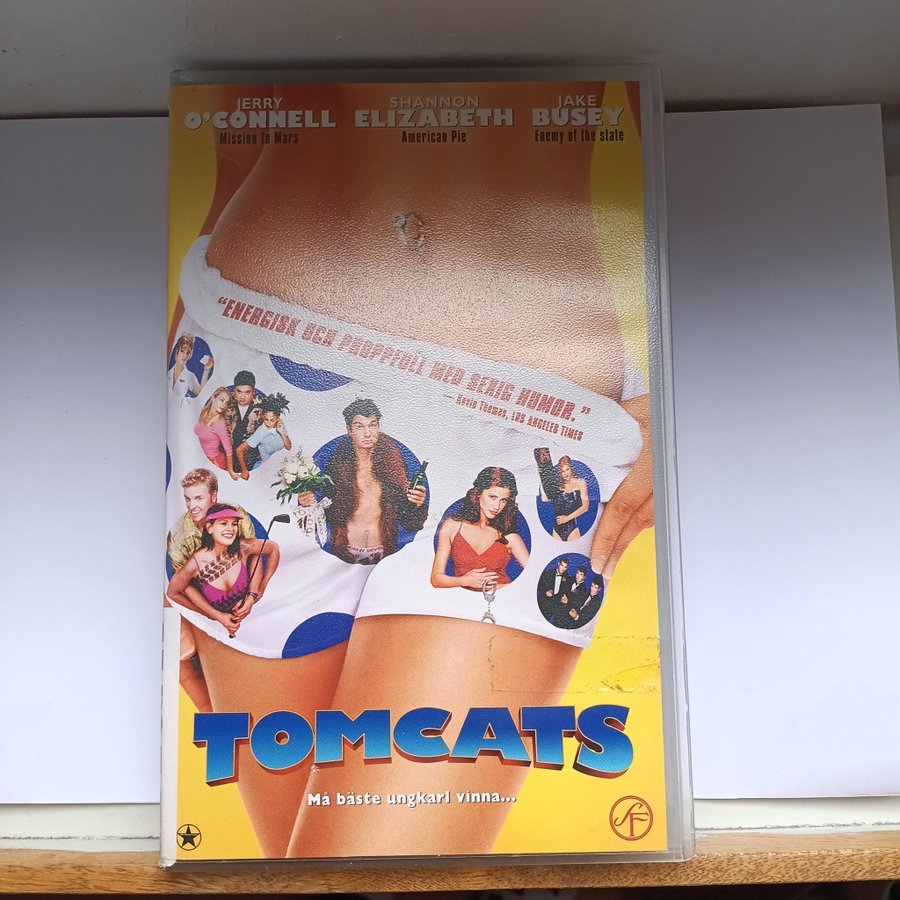 JERRY
O'CONNELL
Mission to Mars
SHANNON
ELIZABETH
American Pie
JAKE
BUSEY
Enemy of the state
"ENERGISK OCH PROPPFULL MED SEXIG HUMOR."
— Kevin Thomas, LOS ANGELES TIMES
TOMCATS
Må bäste ungkarl vinna...
SF